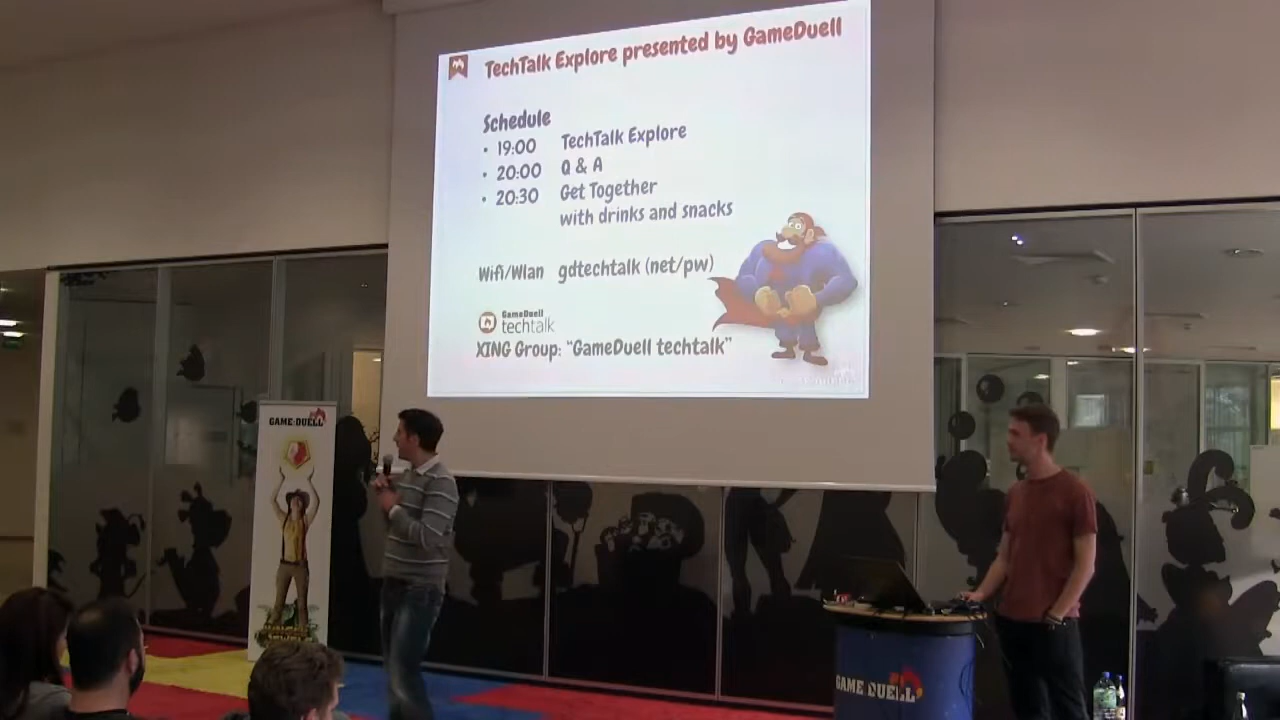 TechTalk Explore presented by GameDuell
Schedule
• 19:00 TechTalk Explore
• 20:00 Q & A
• 20:30 Get Together
with drinks and snacks
Wifi/Wlan gdtechtalk (net/pw)
GameDuell
techtalk
XING Group: “GameDuell techtalk”
GAME DUELL
GAME DUELL